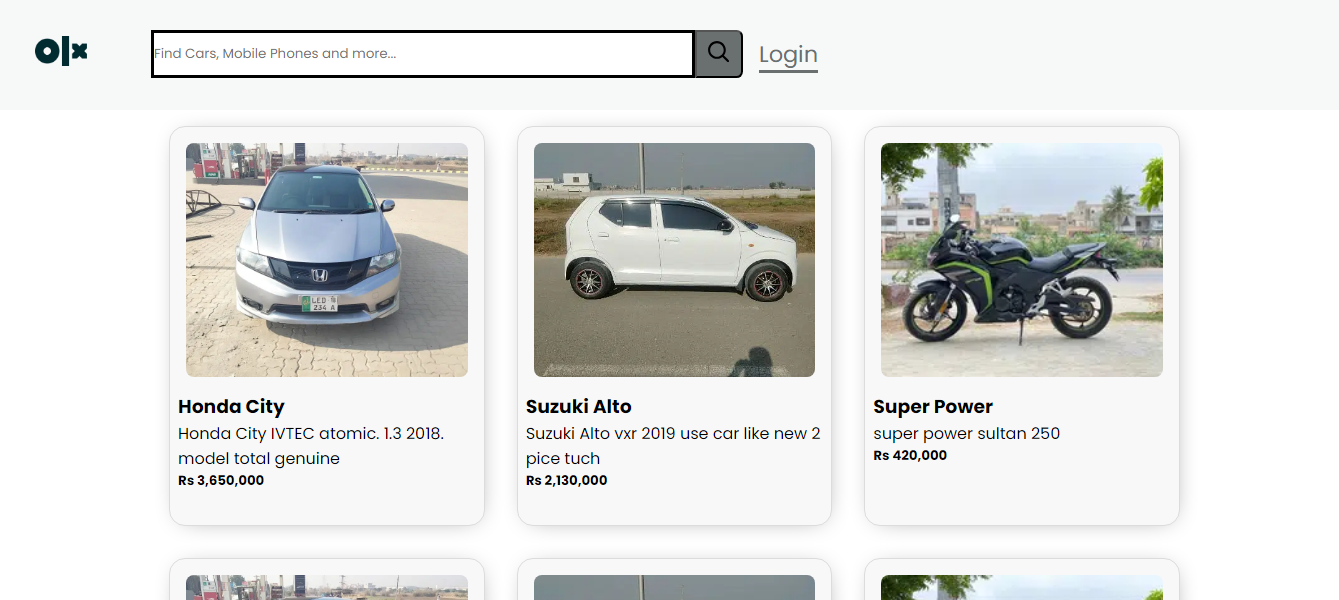 olx
Find Cars, Mobile Phones and more...
Login
LED
234 A
Honda City
Honda City IVTEC atomic. 1.3 2018.
model total genuine
Rs 3,650,000
Suzuki Alto
Suzuki Alto vxr 2019 use car like new 2
pice tuch
Rs 2,130,000
Super Power
super power sultan 250
Rs 420,000